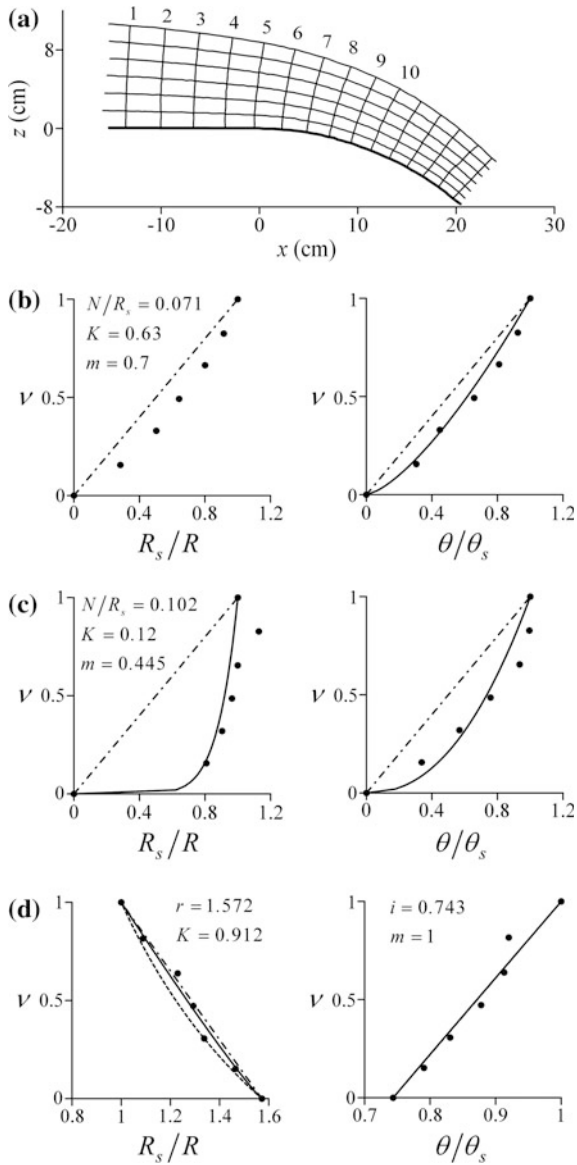 (a)
1 2 3 4 5 6 7 8 9 10
8
z (cm)
0
-8
-20 -10 0 10 20 30
x (cm)
(b)
1
N/R_s = 0.071
K = 0.63
m = 0.7
ν 0.5
0
0 0.4 0.8 1.2
R_s/R
1
ν 0.5
0
0 0.4 0.8 1.2
θ/θ_s
(c)
1
N/R_s = 0.102
K = 0.12
m = 0.445
ν 0.5
0
0 0.4 0.8 1.2
R_s/R
1
ν 0.5
0
0 0.4 0.8 1.2
θ/θ_s
(d)
1
r = 1.572
K = 0.912
ν 0.5
0
0.8 1 1.2 1.4 1.6
R_s/R
1
i = 0.743
m = 1
ν 0.5
0
0.7 0.8 0.9 1
θ/θ_s